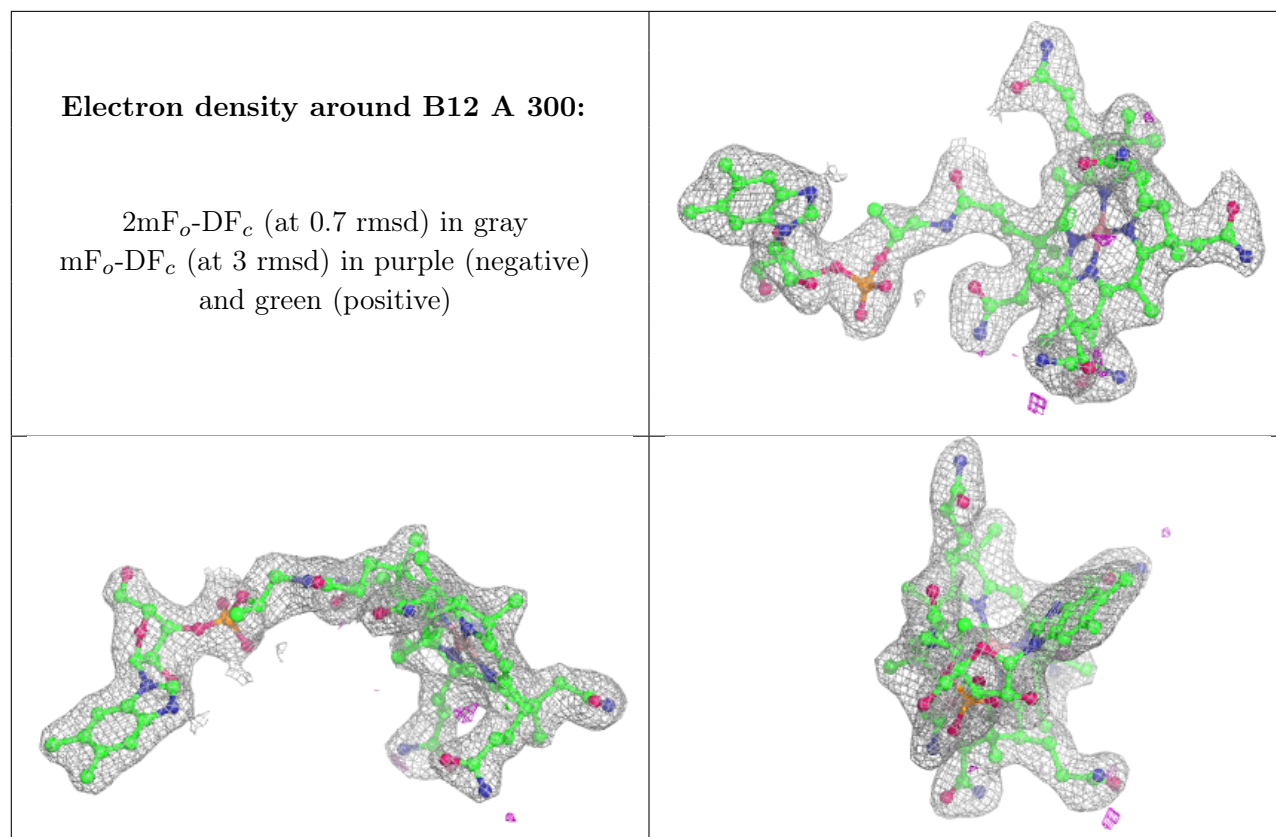 Electron density around B12 A 300:
2mFo-DFc (at 0.7 rmsd) in gray
mFo-DFc (at 3 rmsd) in purple (negative)
and green (positive)